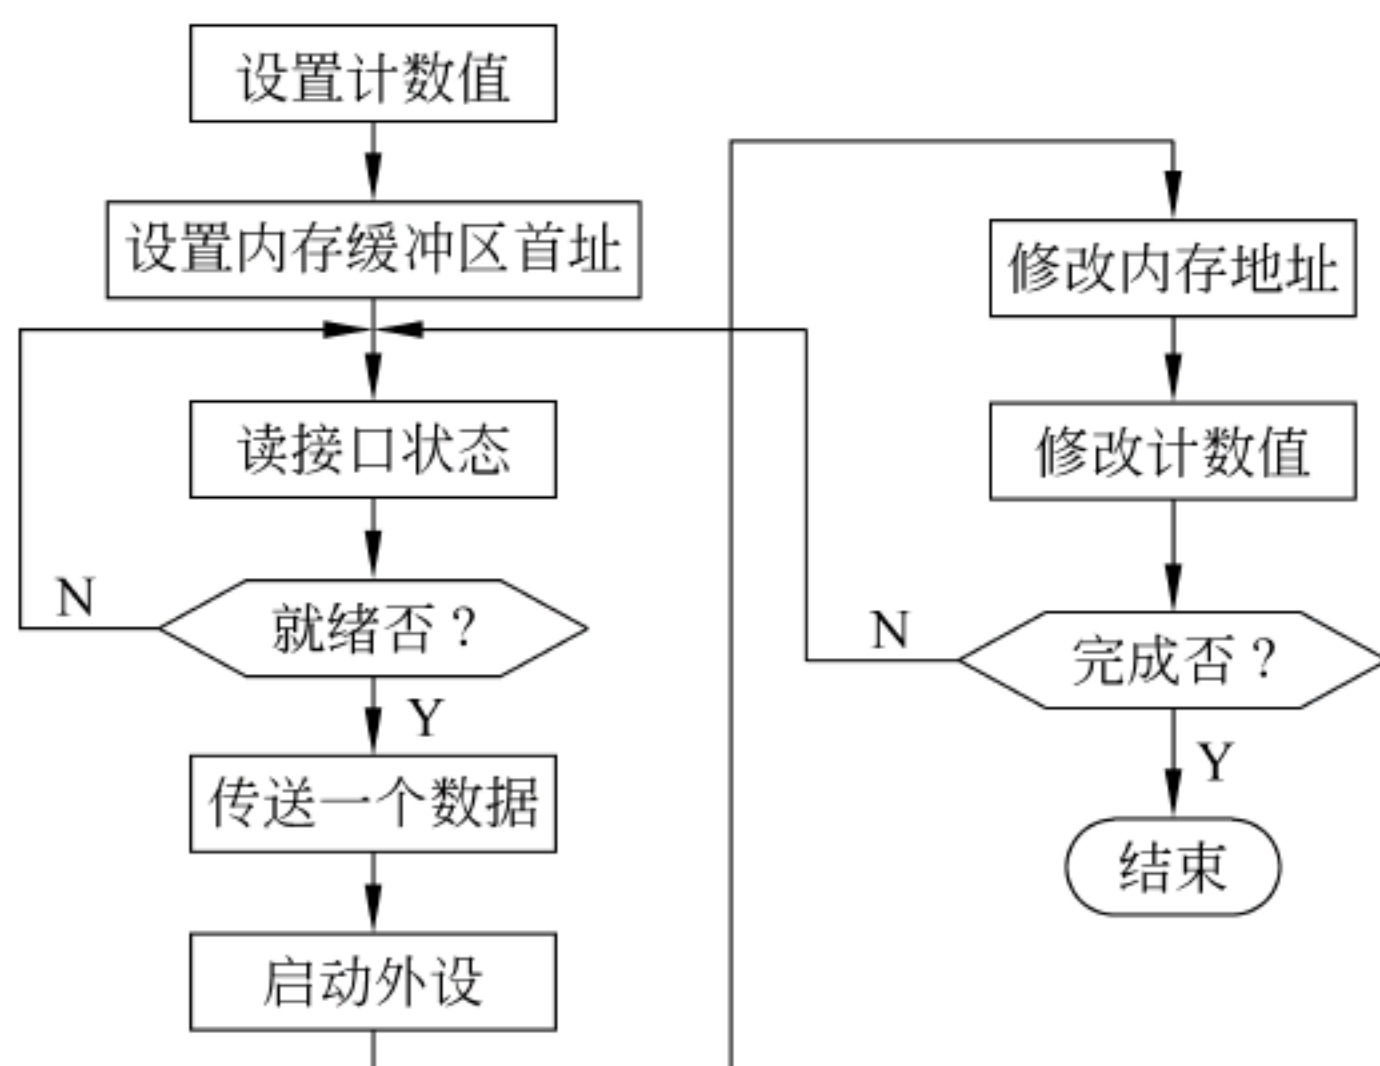 设置计数值
设置内存缓冲区首址
读接口状态
就绪否?
N
Y
传送一个数据
启动外设
修改内存地址
修改计数值
完成否?
N
Y
结束